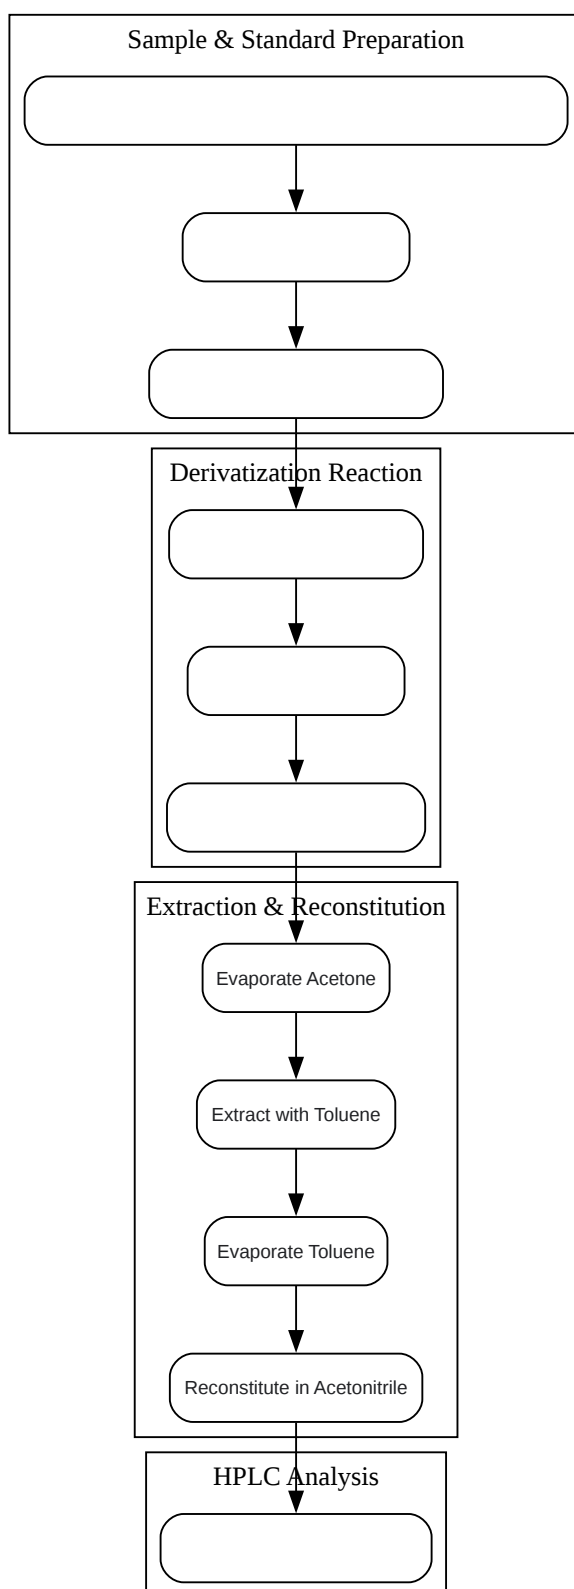 Sample & Standard Preparation
Derivatization Reaction
Extraction & Reconstitution
Evaporate Acetone
Extract with Toluene
Evaporate Toluene
Reconstitute in Acetonitrile
HPLC Analysis